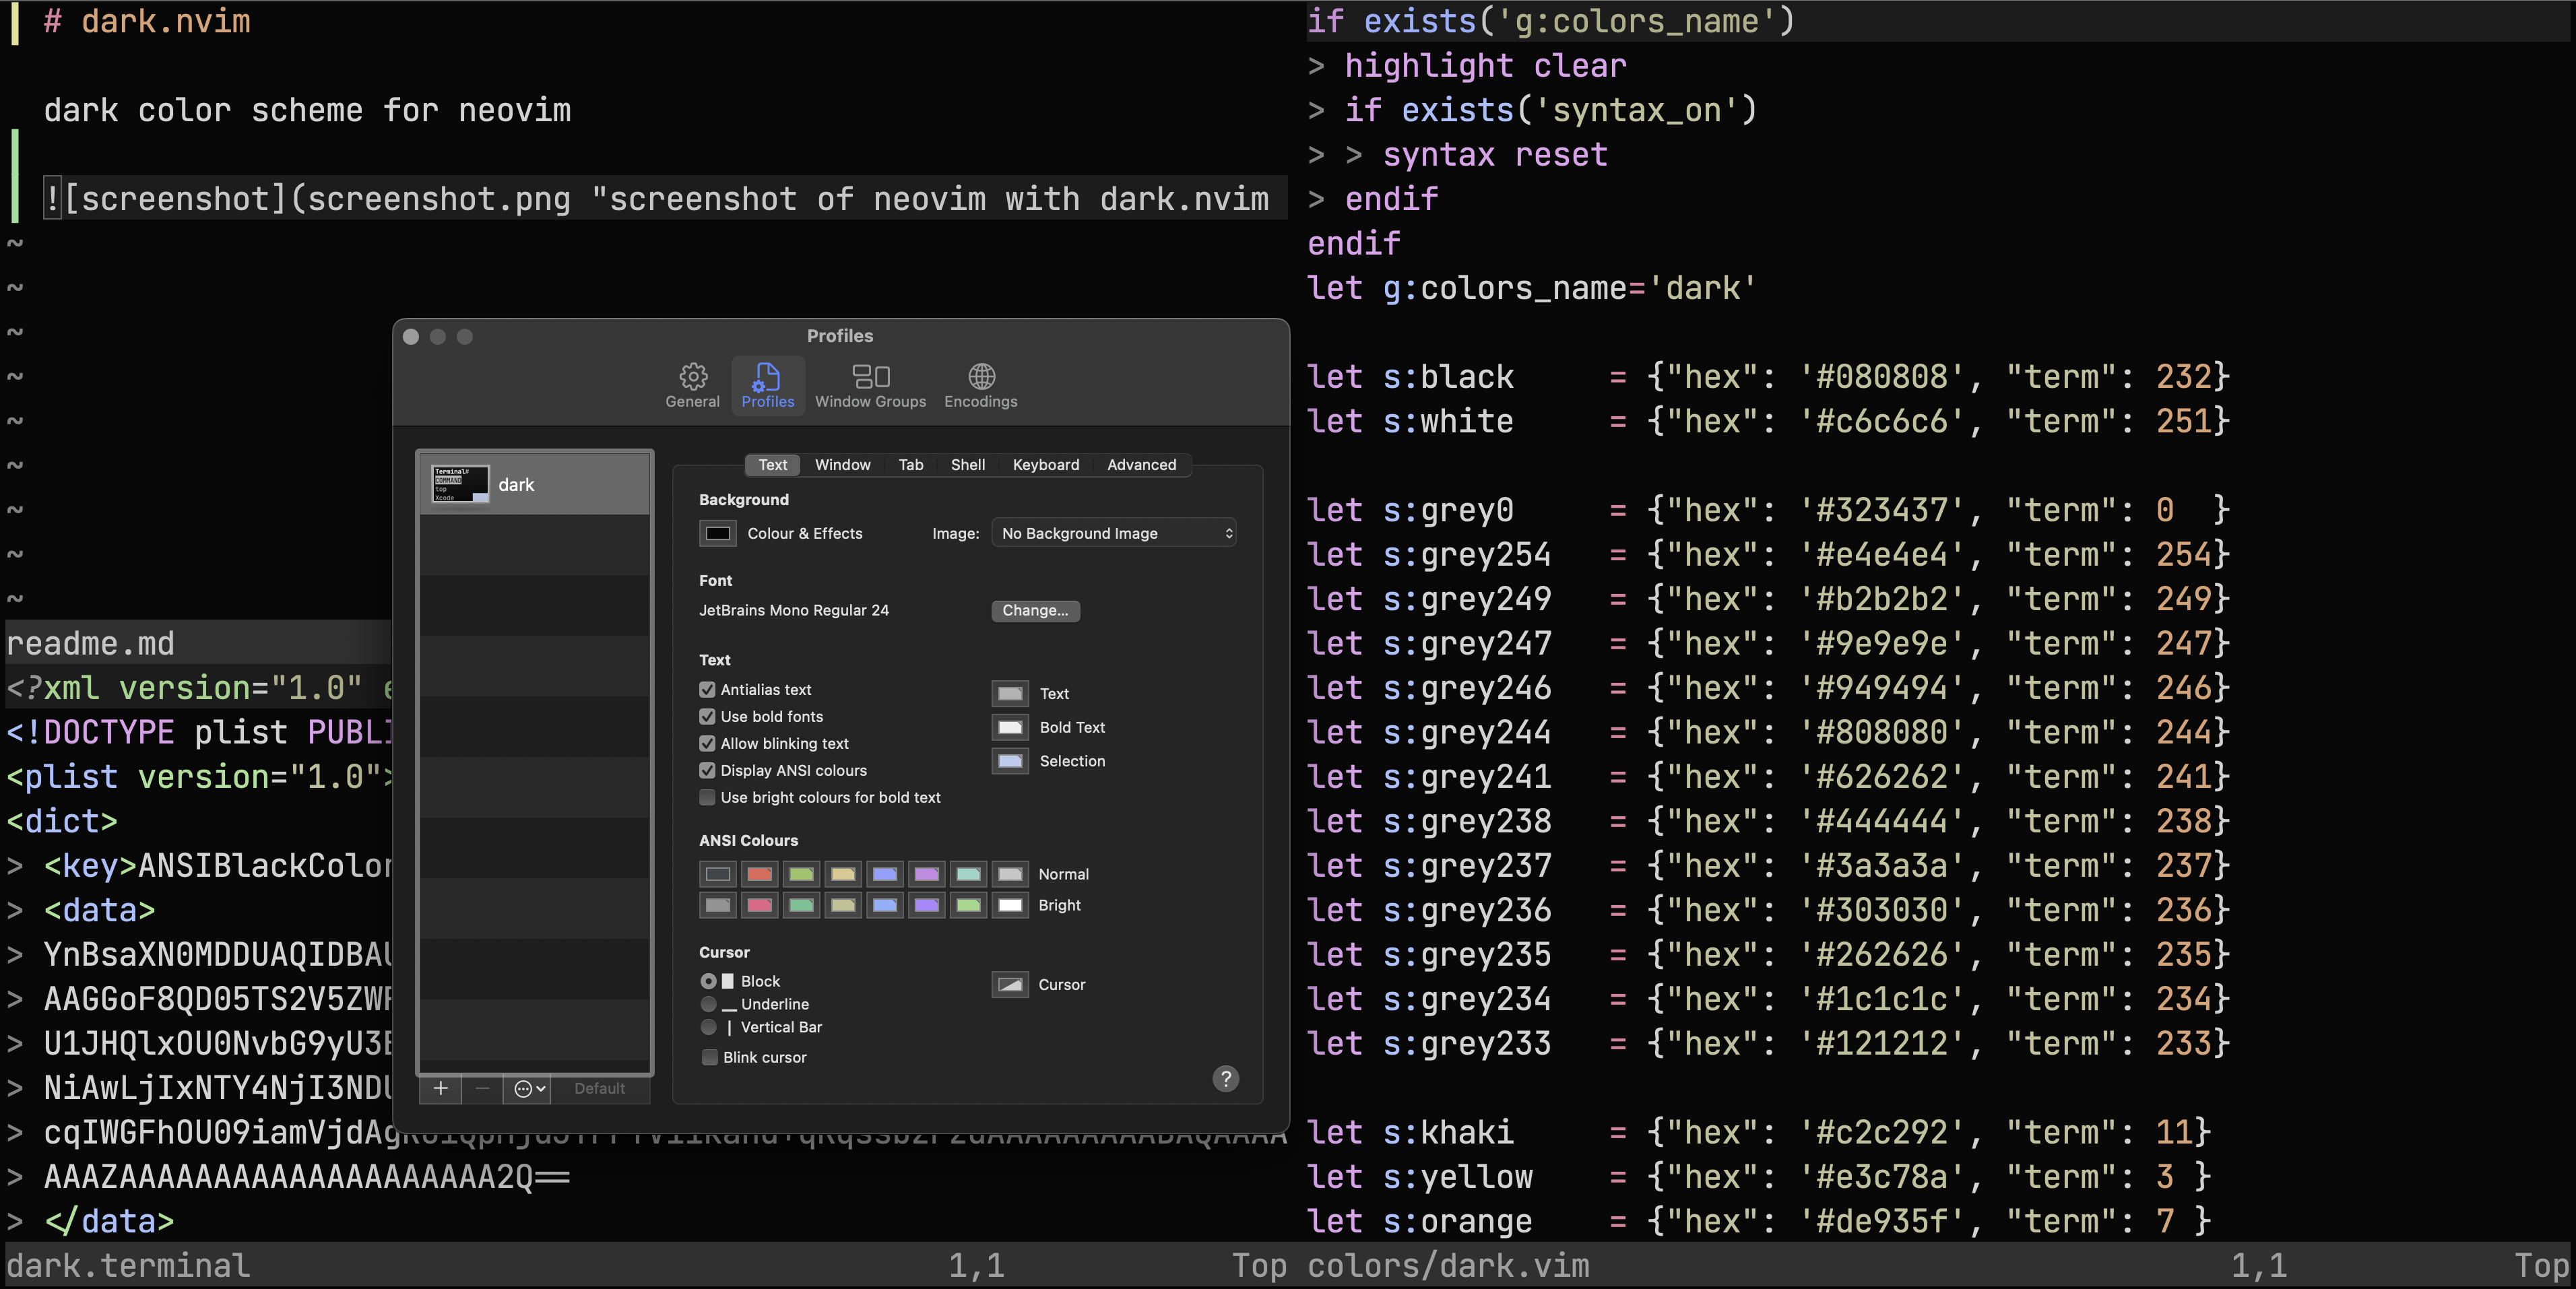 # dark.nvim
dark color scheme for neovim
![screenshot](screenshot.png "screenshot of neovim with dark.nvim
~
~
~
~
~
~
~
~
~
readme.md
<?xml version="1.0"
<!DOCTYPE plist
<plist version="1.0">
<dict>
> <key>ANSIBlackColor
> <data>
> YnBsaXN0MDDUAQIDBAU
> AAGGoF8QD05TS2V5ZWF
> U1JHQlxOU0NvbG9yU3B
> NiAwLjIxNTY4NjI3NDU
> cqIWGFhOU09iamVjdAg
> AAAZAAAAAAAAAAAAAAAAAAAA2Q==
> </data>
dark.terminal 1,1 Top
Profiles
General Profiles Window Groups Encodings
Terminal#
COMMAND
top
Xcode
dark
+ − Default
Text Window Tab Shell Keyboard Advanced
Background
Colour & Effects Image: No Background Image
Font
JetBrains Mono Regular 24 Change...
Text
Antialias text
Use bold fonts
Allow blinking text
Display ANSI colours
Use bright colours for bold text
Text
Bold Text
Selection
ANSI Colours
Normal
Bright
Cursor
Block
Underline
Vertical Bar
Blink cursor
Cursor
?
if exists('g:colors_name')
> highlight clear
> if exists('syntax_on')
> > syntax reset
> endif
endif
let g:colors_name='dark'
let s:black = {"hex": '#080808', "term": 232}
let s:white = {"hex": '#c6c6c6', "term": 251}
let s:grey0 = {"hex": '#323437', "term": 0 }
let s:grey254 = {"hex": '#e4e4e4', "term": 254}
let s:grey249 = {"hex": '#b2b2b2', "term": 249}
let s:grey247 = {"hex": '#9e9e9e', "term": 247}
let s:grey246 = {"hex": '#949494', "term": 246}
let s:grey244 = {"hex": '#808080', "term": 244}
let s:grey241 = {"hex": '#626262', "term": 241}
let s:grey238 = {"hex": '#444444', "term": 238}
let s:grey237 = {"hex": '#3a3a3a', "term": 237}
let s:grey236 = {"hex": '#303030', "term": 236}
let s:grey235 = {"hex": '#262626', "term": 235}
let s:grey234 = {"hex": '#1c1c1c', "term": 234}
let s:grey233 = {"hex": '#121212', "term": 233}
let s:khaki = {"hex": '#c2c292', "term": 11}
let s:yellow = {"hex": '#e3c78a', "term": 3 }
let s:orange = {"hex": '#de935f', "term": 7 }
colors/dark.vim 1,1 Top